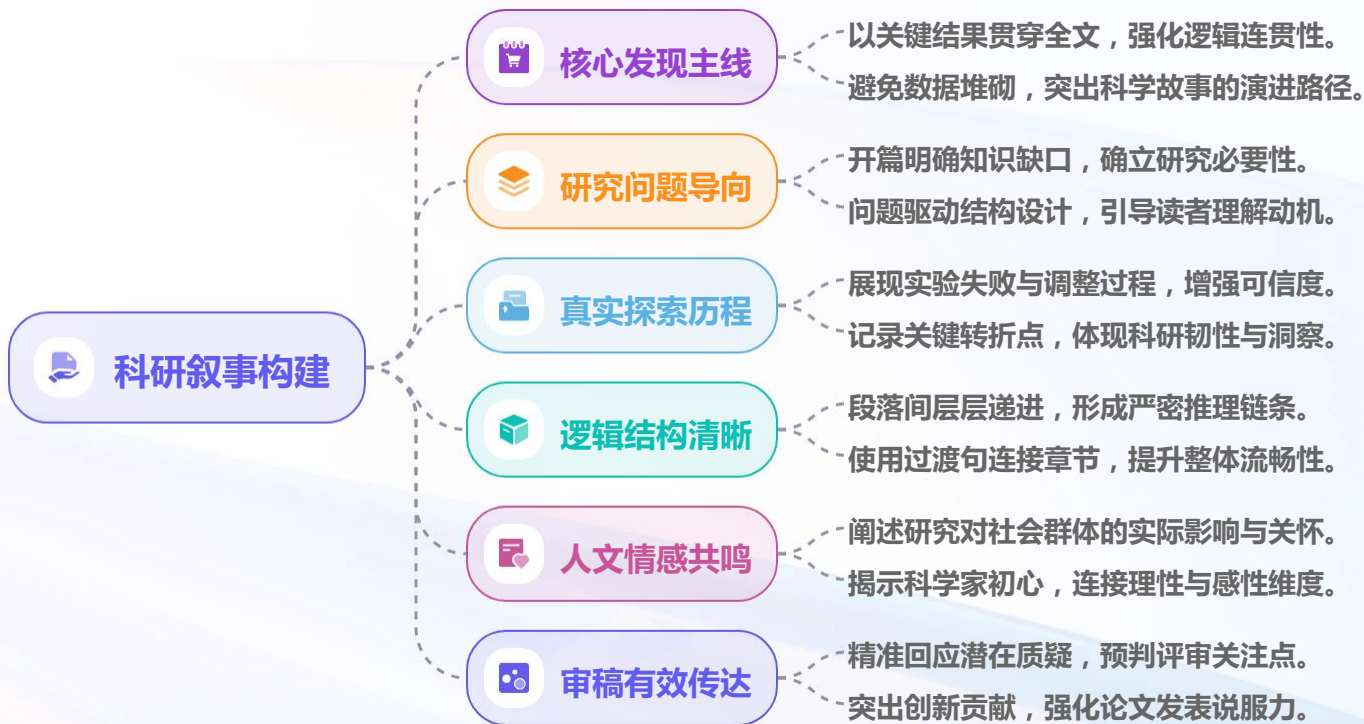 核心发现主线
以关键结果贯穿全文，强化逻辑连贯性。
避免数据堆砌，突出科学故事的演进路径。
研究问题导向
开篇明确知识缺口，确立研究必要性。
问题驱动结构设计，引导读者理解动机。
真实探索历程
展现实验失败与调整过程，增强可信度。
记录关键转折点，体现科研韧性与洞察。
科研叙事构建
逻辑结构清晰
段落间层层递进，形成严密推理链条。
使用过渡句连接章节，提升整体流畅性。
人文情感共鸣
阐述研究对社会群体的实际影响与关怀。
揭示科学家初心，连接理性与感性维度。
审稿有效传达
精准回应潜在质疑，预判评审关注点。
突出创新贡献，强化论文发表说服力。